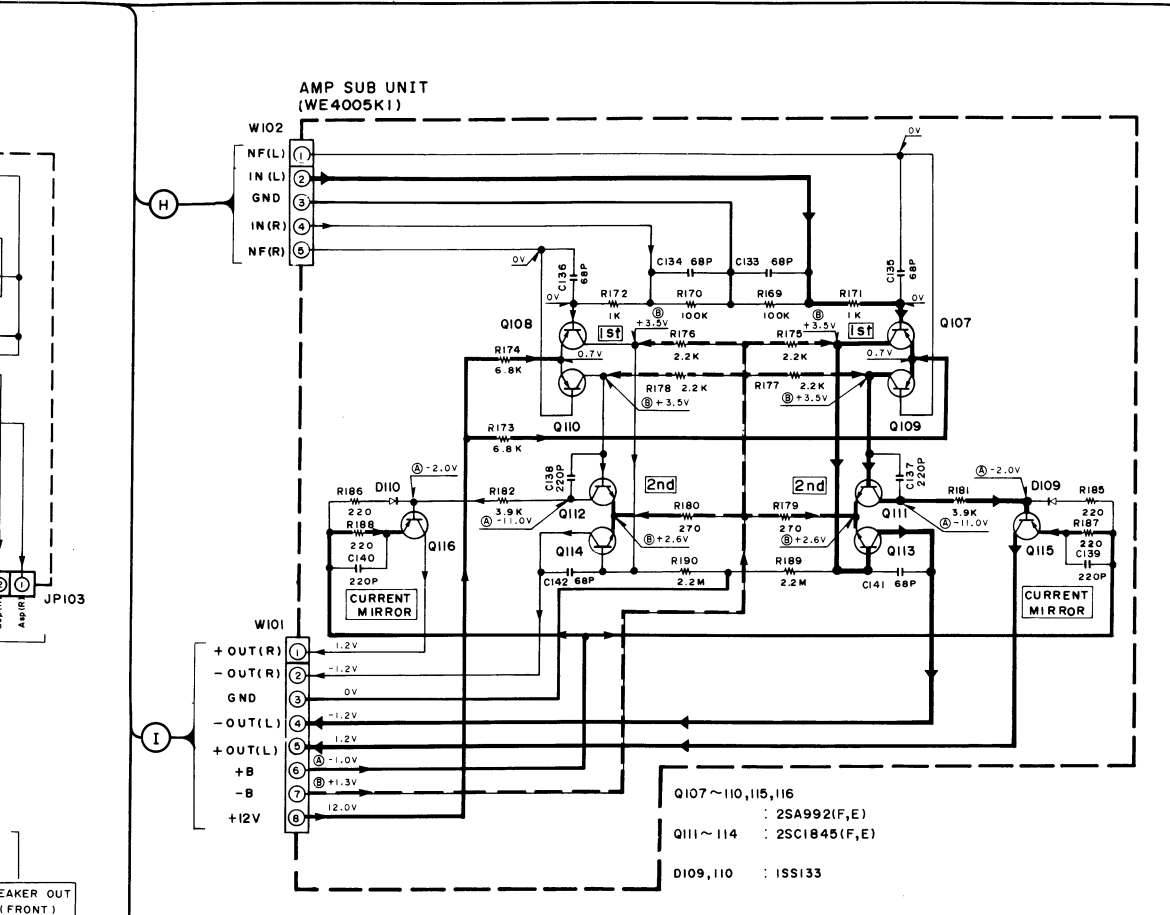 AMP SUB UNIT
(WE4005K1)
W102
NF(L) 1
IN(L) 2
GND 3
IN(R) 4
NF(R) 5
H
0V
0V
C136
68P
C134 68P
C133 68P
C135
68P
0V
R172
1K
R170
100K
R169
100K
R171
1K
0V
Q108
1st
B
+3.5V
R176
2.2K
R175
2.2K
B
+3.5V
1st
Q107
R174
6.8K
0.7V
0.7V
R178 2.2K
R177 2.2K
B +3.5V
B +3.5V
Q110
Q109
R173
6.8K
A -2.0V
C138
220P
C137
220P
A -2.0V
R186
220
D110
R182
3.9K
2nd
2nd
R181
3.9K
D109
R185
220
A -11.0V
Q112
R180
270
R179
270
Q111
A -11.0V
R188
220
Q116
Q114
B +2.6V
B +2.6V
Q113
Q115
R187
220
C140
220P
C142 68P
R190
2.2M
R189
2.2M
C141 68P
C139
220P
CURRENT
MIRROR
CURRENT
MIRROR
JP103
Asp(R)
W101
+OUT(R) 1 1.2V
-OUT(R) 2 -1.2V
GND 3 0V
-OUT(L) 4 -1.2V
+OUT(L) 5 1.2V
+B 6 A -1.0V
-B 7 B +1.3V
+12V 8 12.0V
I
Q107~110,115,116
: 2SA992(F,E)
Q111~114 : 2SC1845(F,E)
D109,110 : 1SS133
EAKER OUT
(FRONT)